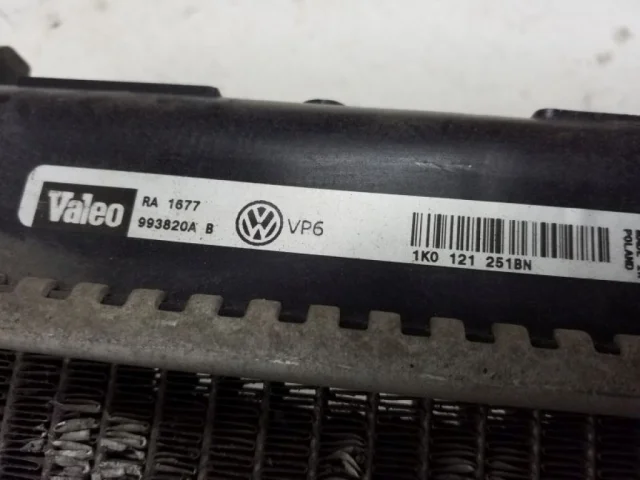 Valeo
RA 1677
993820A B
VP6
1K0 121 251BN
POLAND